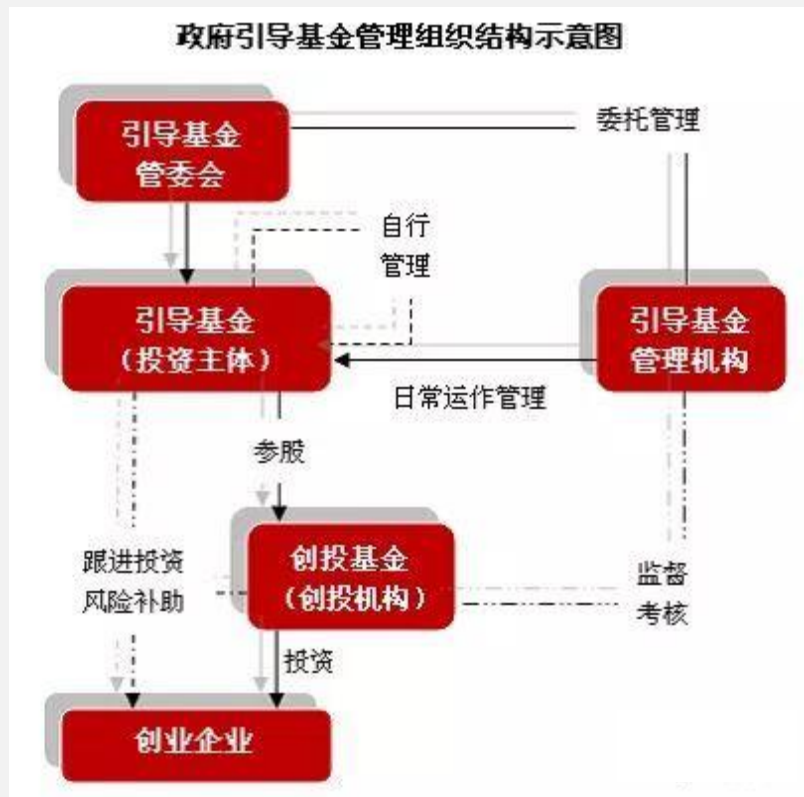 政府引导基金管理组织结构示意图
引导基金
管委会
委托管理
自行
管理
引导基金
（投资主体）
引导基金
管理机构
日常运作管理
参股
创投基金
（创投机构）
跟进投资
风险补助
监督
考核
投资
创业企业